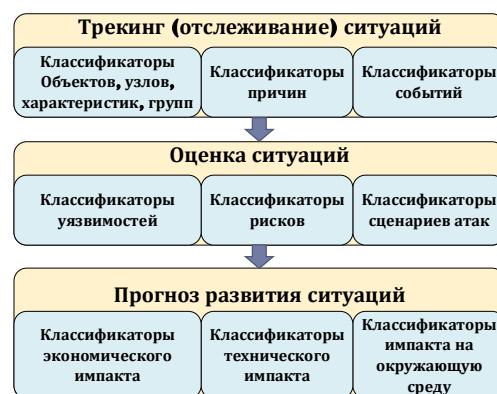 Трекинг (отслеживание) ситуаций
Классификаторы
Объектов, узлов,
характеристик, групп
Классификаторы
причин
Классификаторы
событий
Оценка ситуаций
Классификаторы
уязвимостей
Классификаторы
рисков
Классификаторы
сценариев атак
Прогноз развития ситуаций
Классификаторы
экономического
импакта
Классификаторы
технического
импакта
Классификаторы
импакта на
окружающую
среду